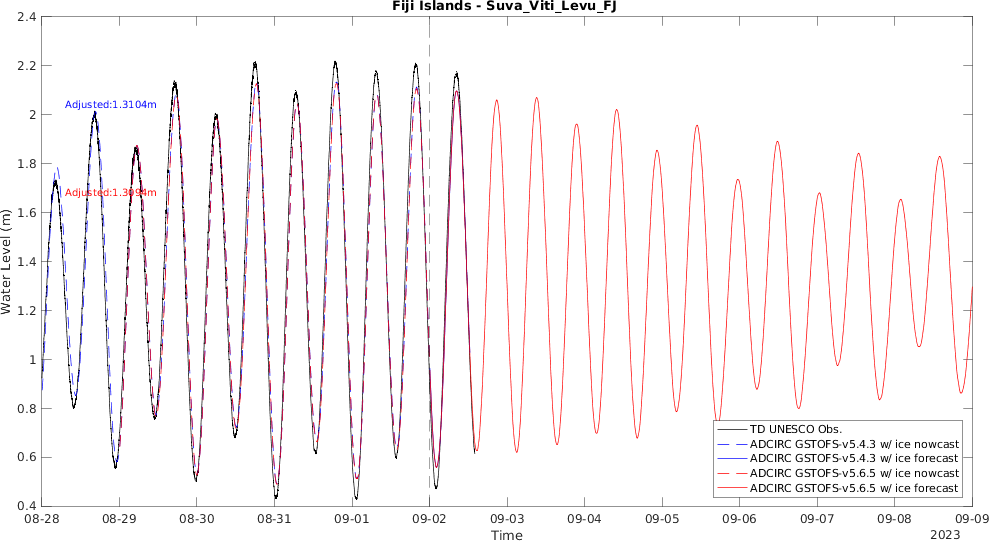 Fiji Islands - Suva_Viti_Levu_FJ
2.4
2.2
2
1.8
1.6
1.4
1.2
1
0.8
0.6
0.4
Water Level (m)
Adjusted:1.3104m
Adjusted:1.3094m
TD UNESCO Obs.
ADCIRC GSTOFS-v5.4.3 w/ ice nowcast
ADCIRC GSTOFS-v5.4.3 w/ ice forecast
ADCIRC GSTOFS-v5.6.5 w/ ice nowcast
ADCIRC GSTOFS-v5.6.5 w/ ice forecast
08-28 08-29 08-30 08-31 09-01 09-02 09-03 09-04 09-05 09-06 09-07 09-08 09-09
Time
2023